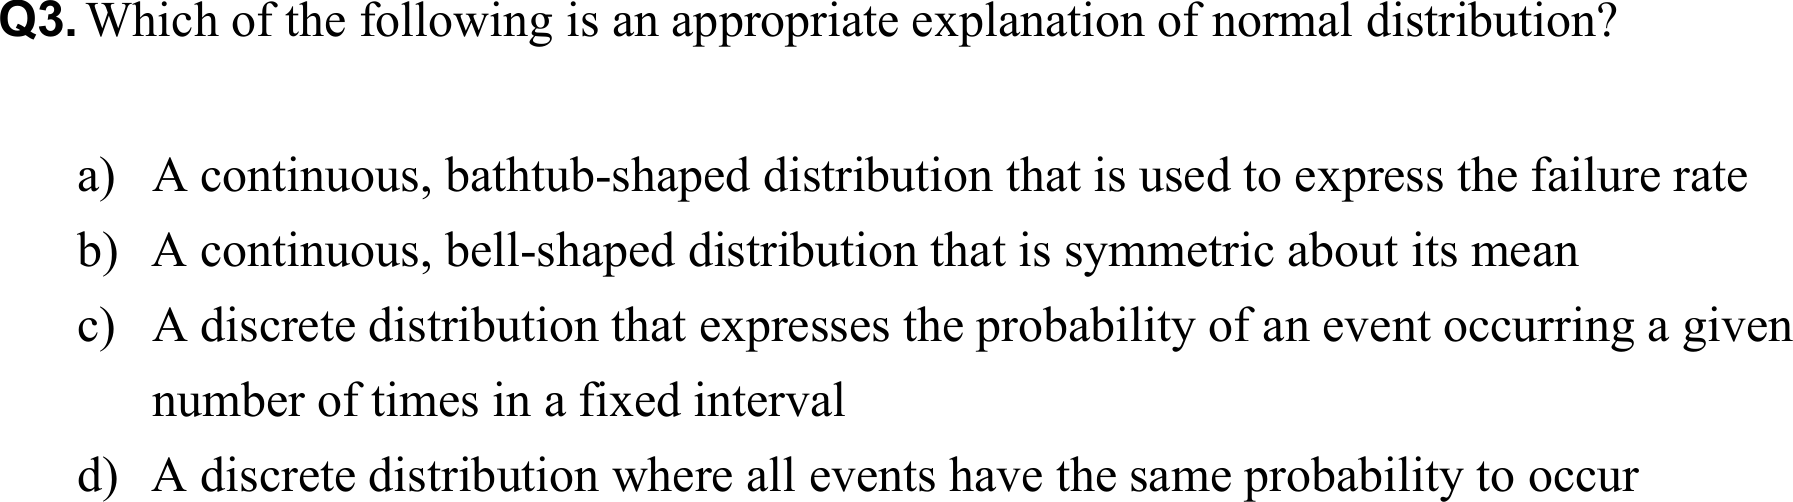 Q3. Which of the following is an appropriate explanation of normal distribution?
a) A continuous, bathtub-shaped distribution that is used to express the failure rate
b) A continuous, bell-shaped distribution that is symmetric about its mean
c) A discrete distribution that expresses the probability of an event occurring a given
number of times in a fixed interval
d) A discrete distribution where all events have the same probability to occur